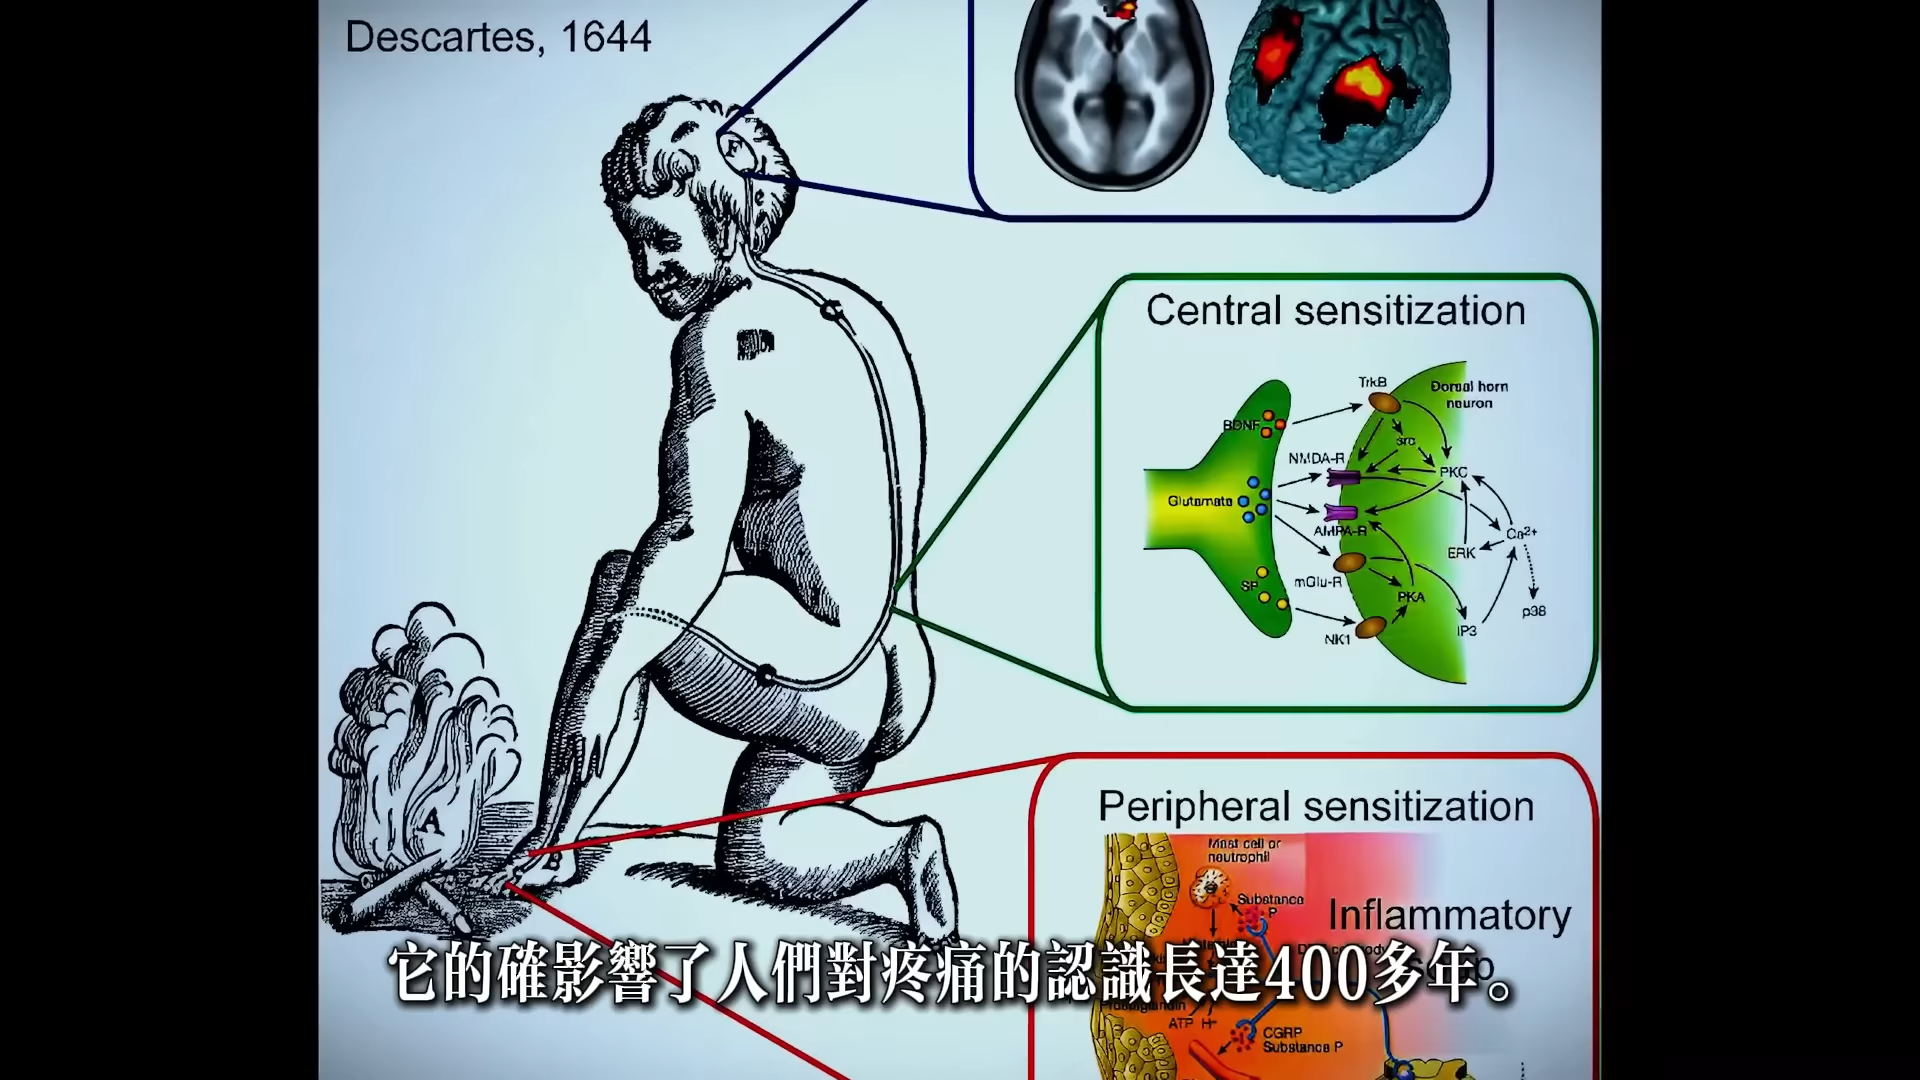 Descartes, 1644
F
e
Central sensitization
TrkB
Dorsal horn
neuron
BDNF
src
NMDA-R
PKC
Glutamate
AMPA-R
Ca2+
ERK
mGlu-R
SP
PKA
p38
IP3
NK1
Peripheral sensitization
A
B
Mast cell or
neutrophil
Substance
P
Inflammatory
它的確影響了人們對疼痛的認識長達400多年。
ATP H+
CGRP
Substance P